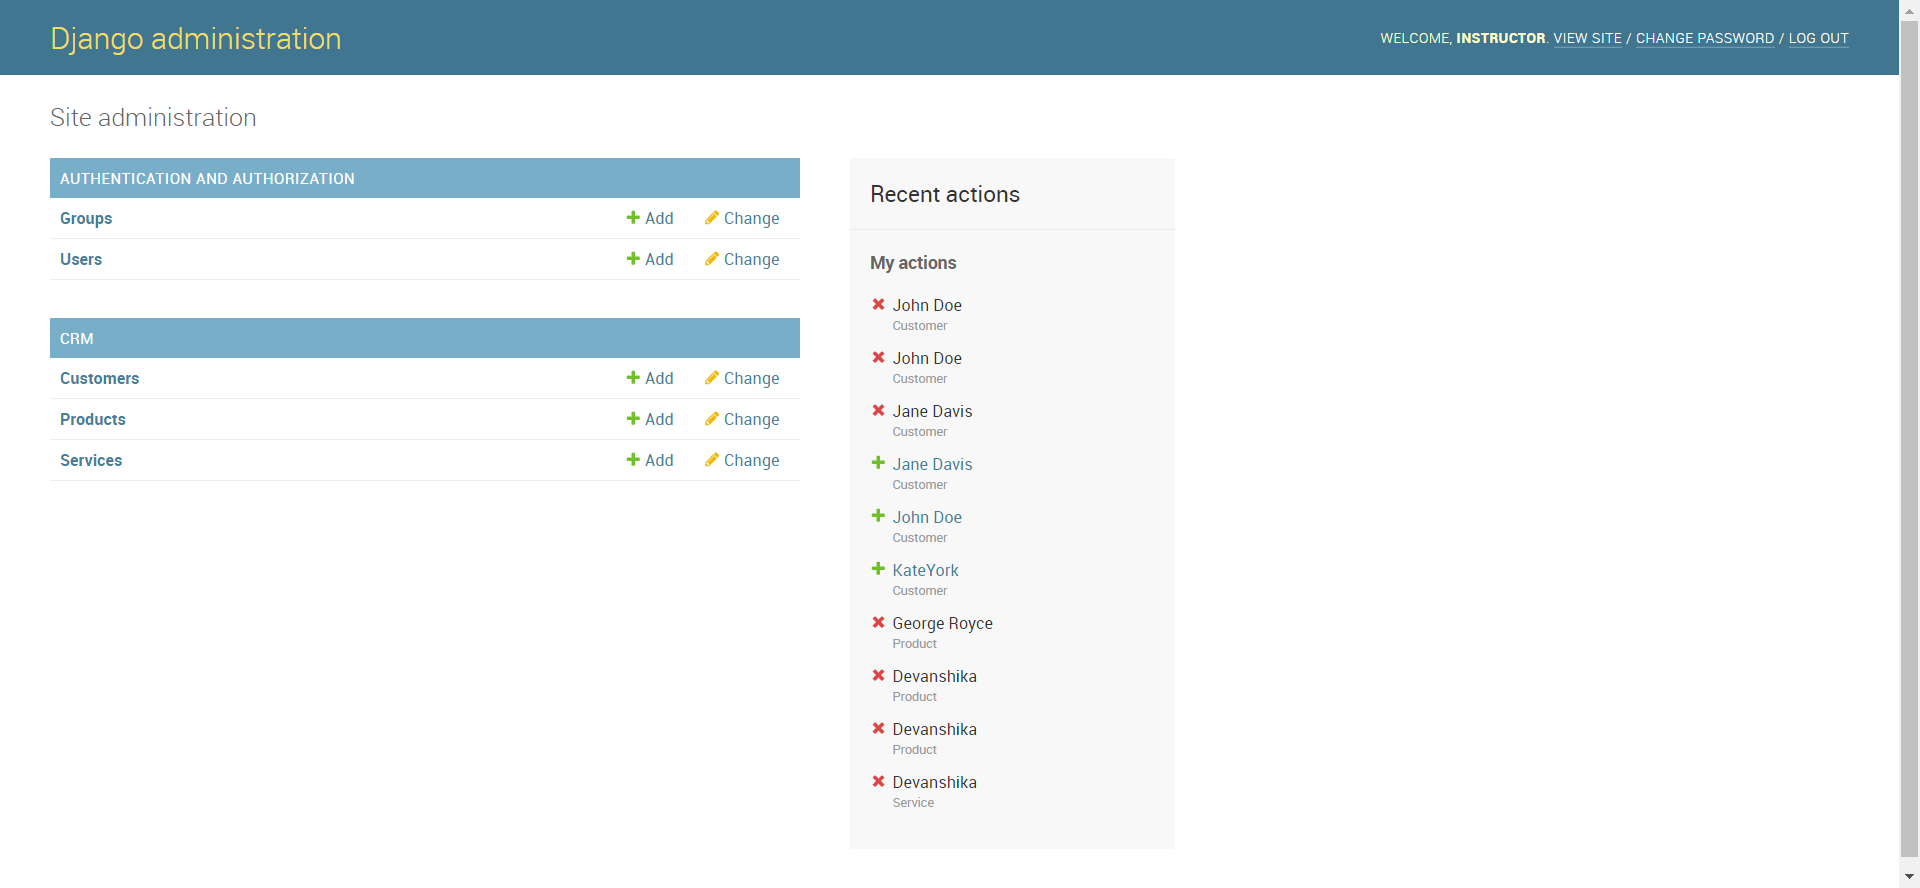 Django administration
WELCOME, INSTRUCTOR. VIEW SITE / CHANGE PASSWORD / LOG OUT
Site administration
AUTHENTICATION AND AUTHORIZATION
Groups Add Change
Users Add Change
CRM
Customers Add Change
Products Add Change
Services Add Change
Recent actions
My actions
John Doe
Customer
John Doe
Customer
Jane Davis
Customer
Jane Davis
Customer
John Doe
Customer
KateYork
Customer
George Royce
Product
Devanshika
Product
Devanshika
Product
Devanshika
Service